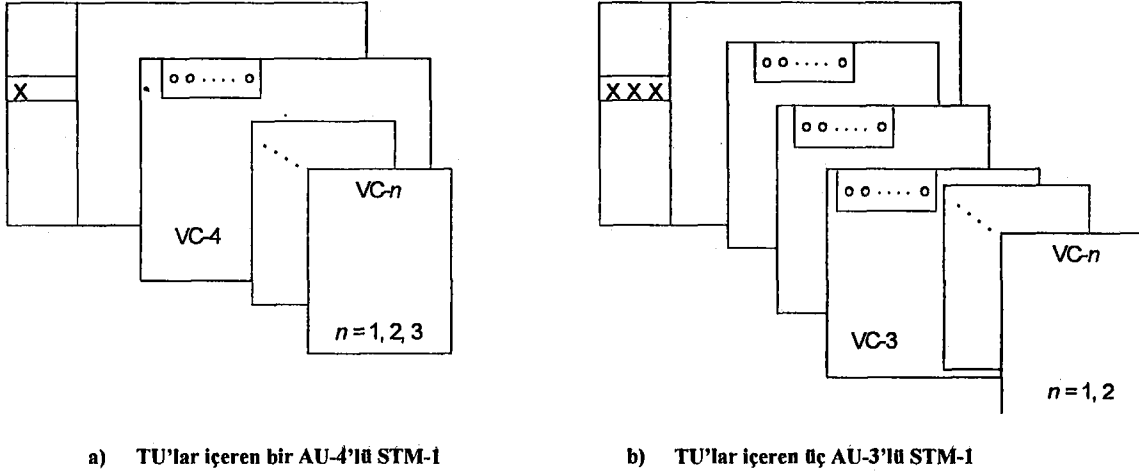 X
o o . . . . o
VC-n
VC-4
n = 1, 2, 3
a) TU'lar içeren bir AU-4'lü STM-1
X X X
o o . . . . o
o o . . . . o
o o . . . . o
VC-n
VC-3
n = 1, 2
b) TU'lar içeren üç AU-3'lü STM-1